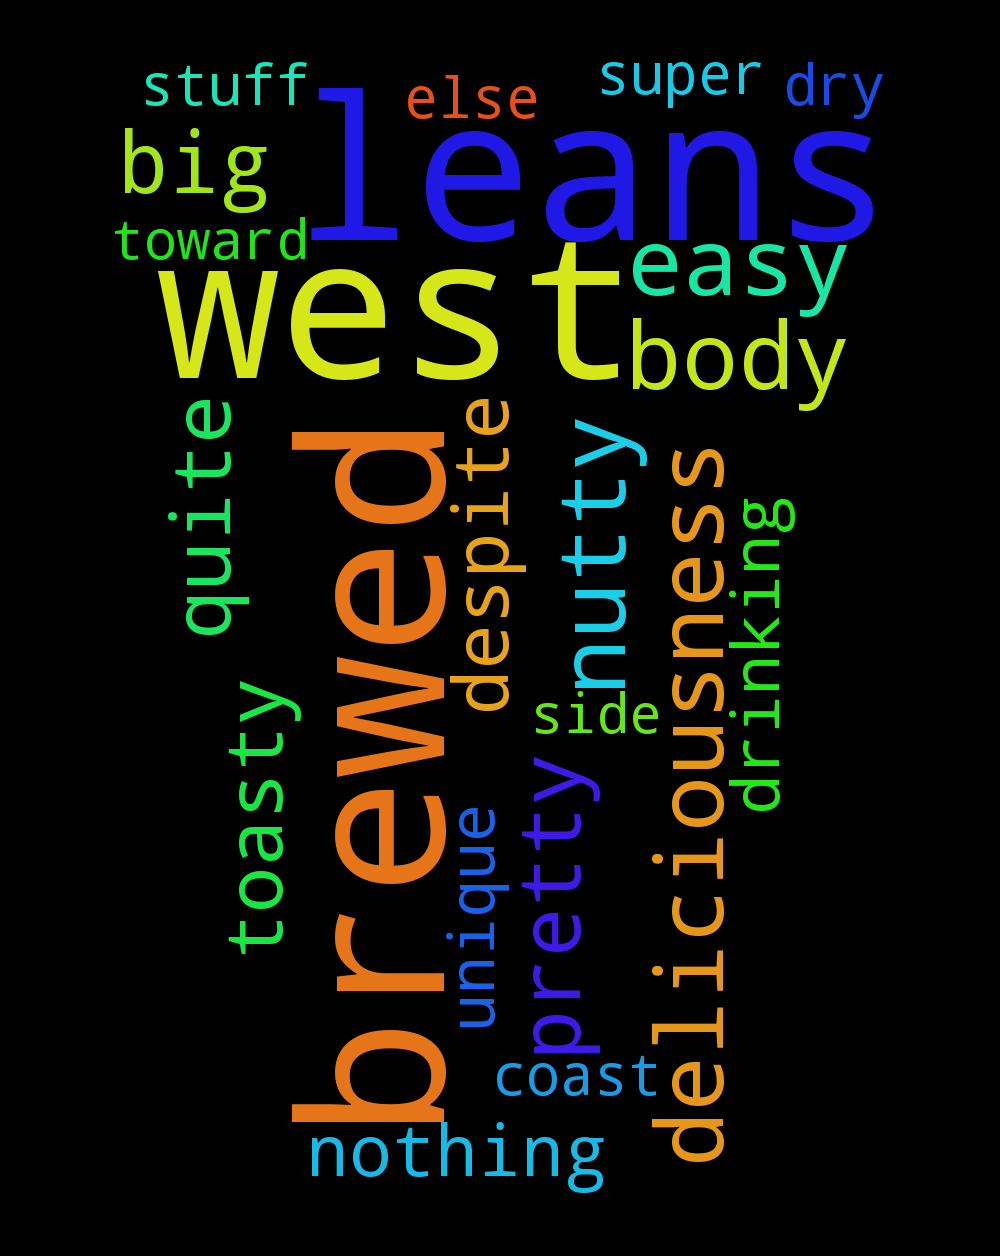 stuff
else
super
dry
leans
big
toward
easy
west
body
quite
brewed
despite
nutty
deliciousness
drinking
side
toasty
unique
pretty
coast
nothing